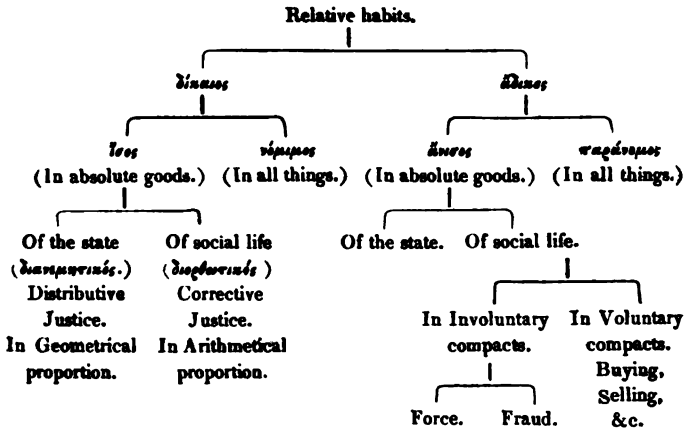 Relative habits.
δίκαιος ἄδικος
ἴσος νόμιμος ἄνισος παράνομος
(In absolute goods.) (In all things.) (In absolute goods.) (In all things.)
Of the state Of social life Of the state. Of social life.
(διανεμητικός.) (διορθωτικός)
Distributive Corrective
Justice. Justice.
In Geometrical In Arithmetical
proportion. proportion.
In Involuntary In Voluntary
compacts. compacts.
Buying,
Selling,
&c.
Force. Fraud.